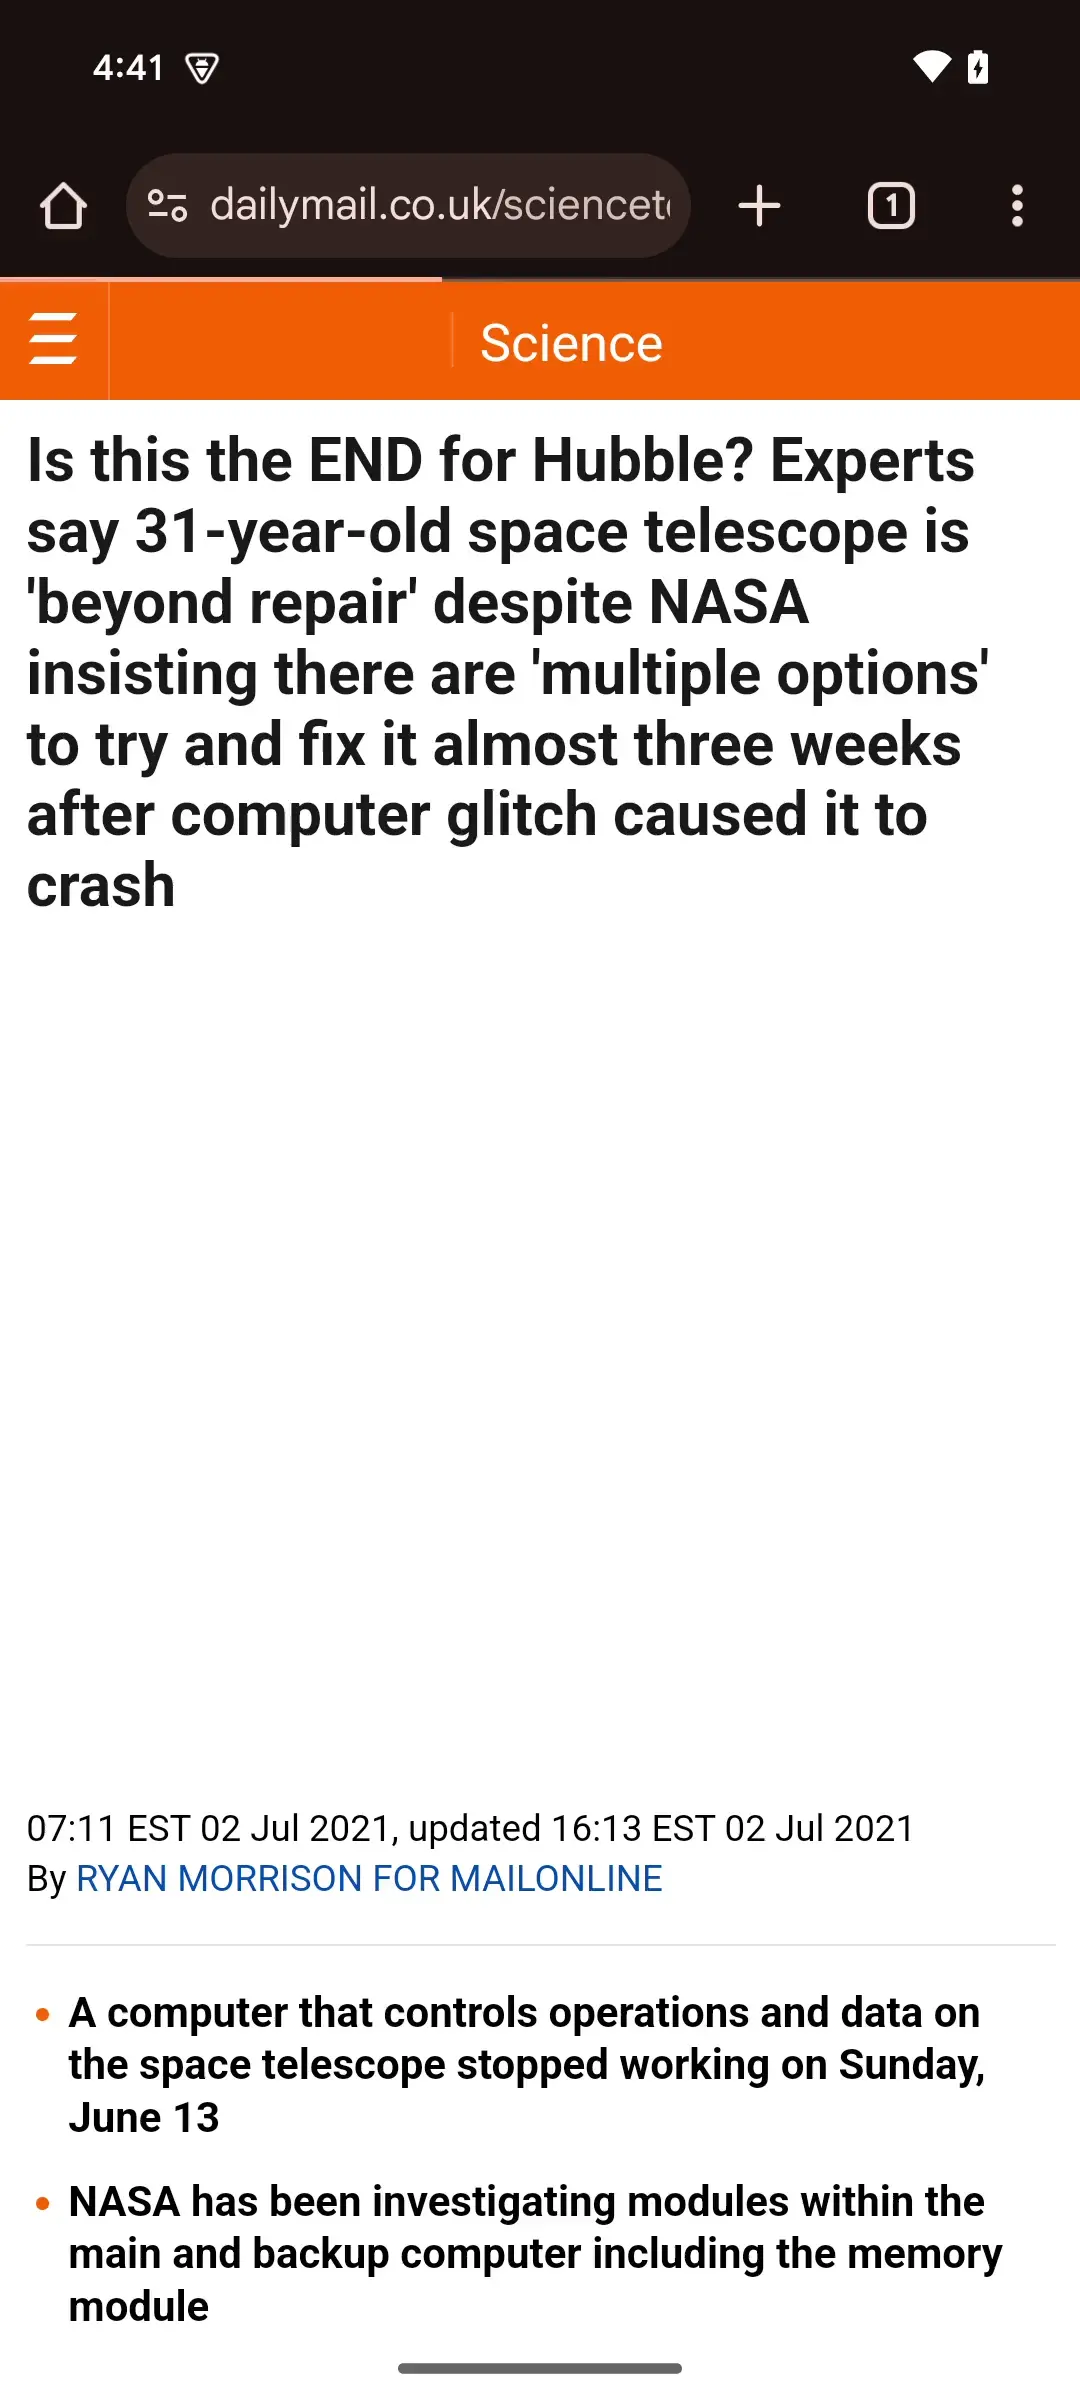 4:41
dailymail.co.uk/sciencet
1
Science
Is this the END for Hubble? Experts
say 31-year-old space telescope is
'beyond repair' despite NASA
insisting there are 'multiple options'
to try and fix it almost three weeks
after computer glitch caused it to
crash
07:11 EST 02 Jul 2021, updated 16:13 EST 02 Jul 2021
By RYAN MORRISON FOR MAILONLINE
• A computer that controls operations and data on
the space telescope stopped working on Sunday,
June 13
• NASA has been investigating modules within the
main and backup computer including the memory
module